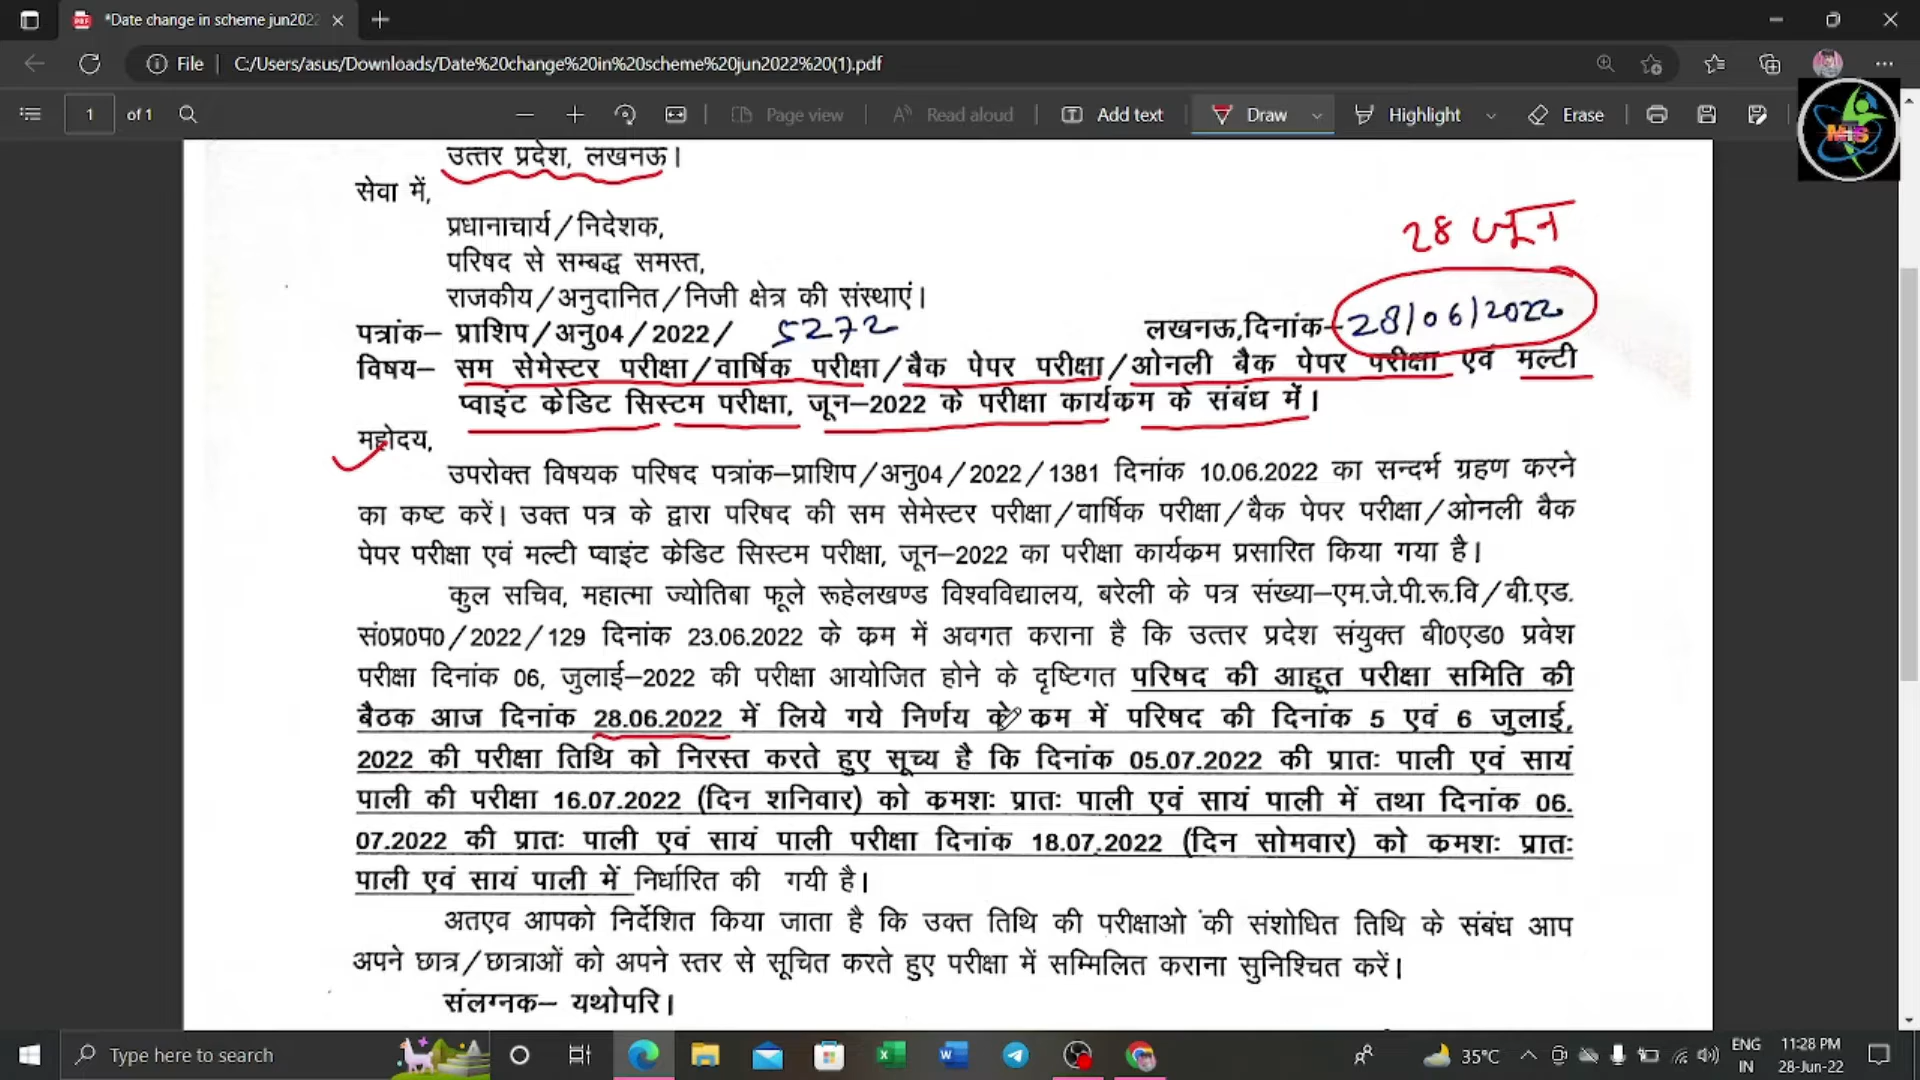 *Date change in scheme jun202
File
C:/Users/asus/Downloads/Date%20change%20in%20scheme%20jun2022%20(1).pdf
1 of 1
Page view
Read aloud
Add text
Draw
Highlight
Erase
MTS
उत्तर प्रदेश, लखनऊ।
सेवा में,
प्रधानाचार्य/निदेशक,
28 जून
परिषद से सम्बद्ध समस्त,
राजकीय/अनुदानित/निजी क्षेत्र की संस्थाएं।
पत्रांक– प्राशिप/अनु04/2022/ 5272 लखनऊ,दिनांक– 28/06/2022
विषय– सम सेमेस्टर परीक्षा/वार्षिक परीक्षा/बैक पेपर परीक्षा/ओनली बैक पेपर परीक्षा एवं मल्टी
प्वाइंट केडिट सिस्टम परीक्षा, जून–2022 के परीक्षा कार्यकम के संबंध में।
महोदय,
उपरोक्त विषयक परिषद पत्रांक–प्राशिप/अनु04/2022/1381 दिनांक 10.06.2022 का सन्दर्भ ग्रहण करने
का कष्ट करें। उक्त पत्र के द्वारा परिषद की सम सेमेस्टर परीक्षा/वार्षिक परीक्षा/बैक पेपर परीक्षा/ओनली बैक
पेपर परीक्षा एवं मल्टी प्वाइंट केडिट सिस्टम परीक्षा, जून–2022 का परीक्षा कार्यकम प्रसारित किया गया है।
कुल सचिव, महात्मा ज्योतिबा फूले रूहेलखण्ड विश्वविद्यालय, बरेली के पत्र संख्या–एम.जे.पी.रू.वि/बी.एड.
सं0प्र0प0/2022/129 दिनांक 23.06.2022 के कम में अवगत कराना है कि उत्तर प्रदेश संयुक्त बी0एड0 प्रवेश
परीक्षा दिनांक 06, जुलाई–2022 की परीक्षा आयोजित होने के दृष्टिगत परिषद की आहूत परीक्षा समिति की
बैठक आज दिनांक 28.06.2022 में लिये गये निर्णय के कम में परिषद की दिनांक 5 एवं 6 जुलाई,
2022 की परीक्षा तिथि को निरस्त करते हुए सूच्य है कि दिनांक 05.07.2022 की प्रातः पाली एवं सायं
पाली की परीक्षा 16.07.2022 (दिन शनिवार) को कमशः प्रातः पाली एवं सायं पाली में तथा दिनांक 06.
07.2022 की प्रातः पाली एवं सायं पाली परीक्षा दिनांक 18.07.2022 (दिन सोमवार) को कमशः प्रातः
पाली एवं सायं पाली में निर्धारित की गयी है।
अतएव आपको निर्देशित किया जाता है कि उक्त तिथि की परीक्षाओ की संशोधित तिथि के संबंध आप
अपने छात्र/छात्राओं को अपने स्तर से सूचित करते हुए परीक्षा में सम्मिलित कराना सुनिश्चित करें।
संलग्नक– यथोपरि।
Type here to search
35°C
ENG
IN
11:28 PM
28-Jun-22